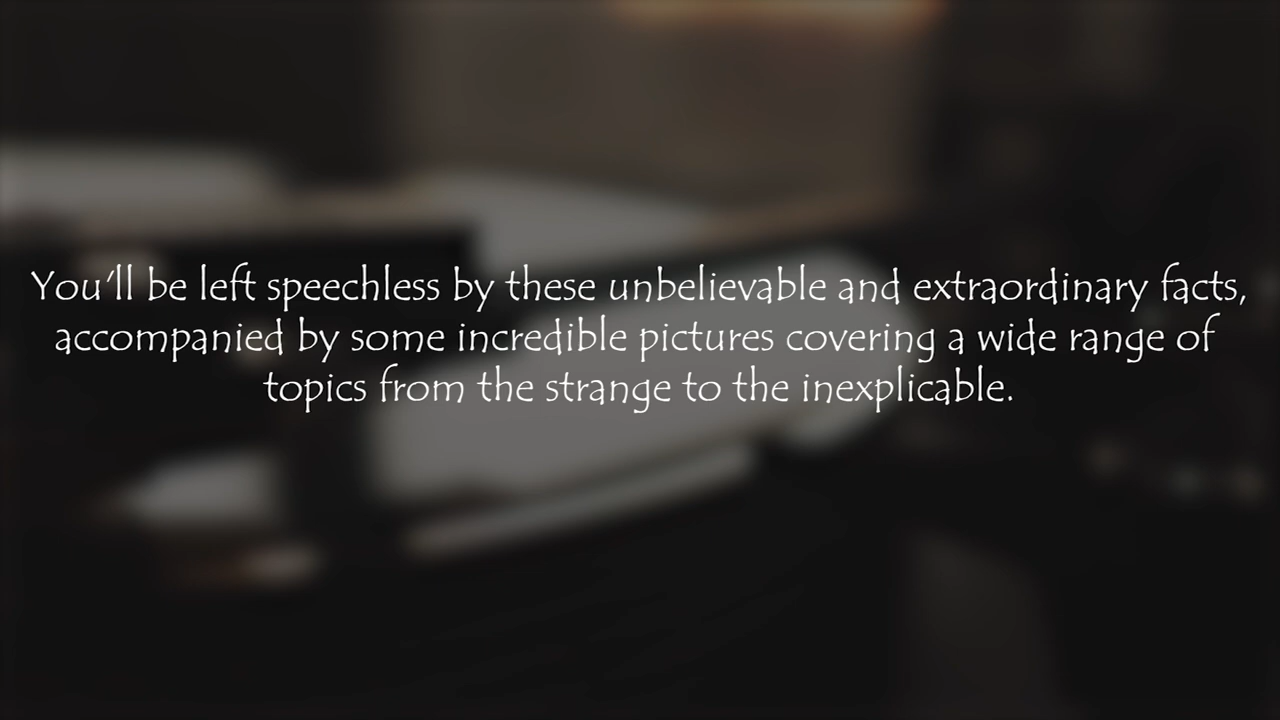 You'll be left speechless by these unbelievable and extraordinary facts,
accompanied by some incredible pictures covering a wide range of
topics from the strange to the inexplicable.